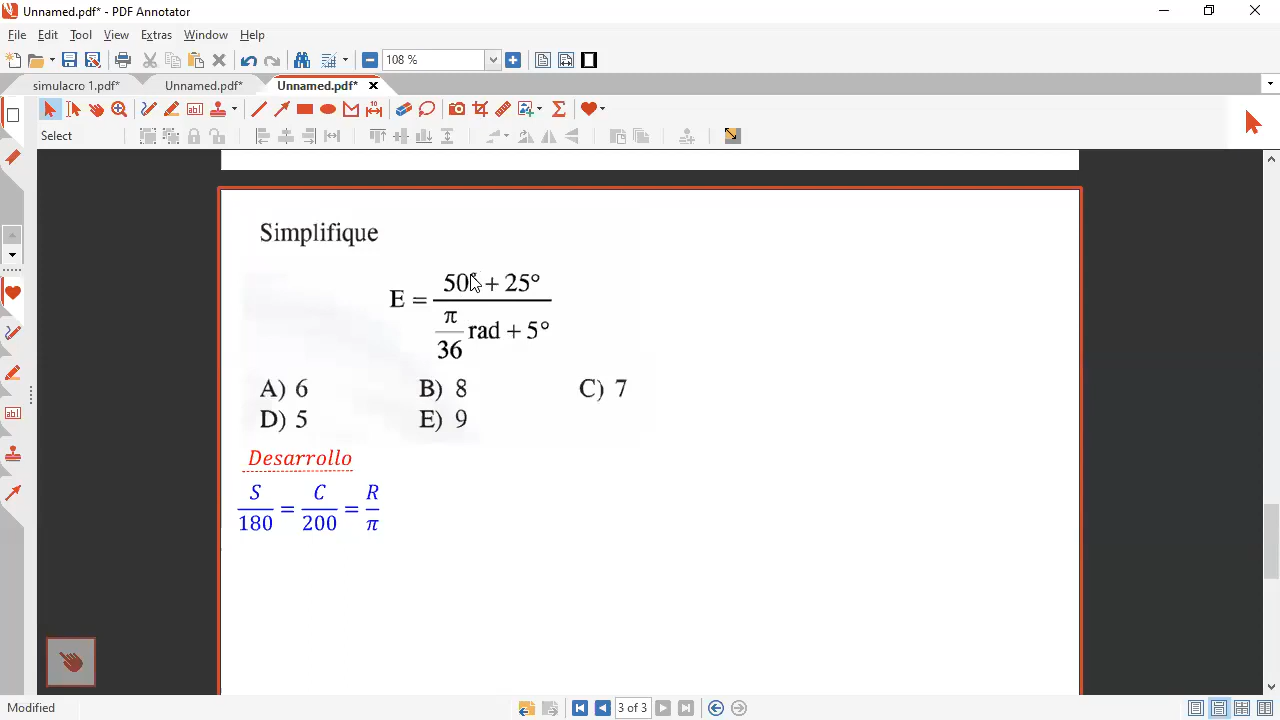 Unnamed.pdf* - PDF Annotator
File Edit Tool View Extras Window Help
108 %
simulacro 1.pdf* Unnamed.pdf* Unnamed.pdf*
Select
Simplifique
E = (50 + 25°) / (π/36 rad + 5°)
A) 6 B) 8 C) 7
D) 5 E) 9
Desarrollo
S/180 = C/200 = R/π
Modified 3 of 3